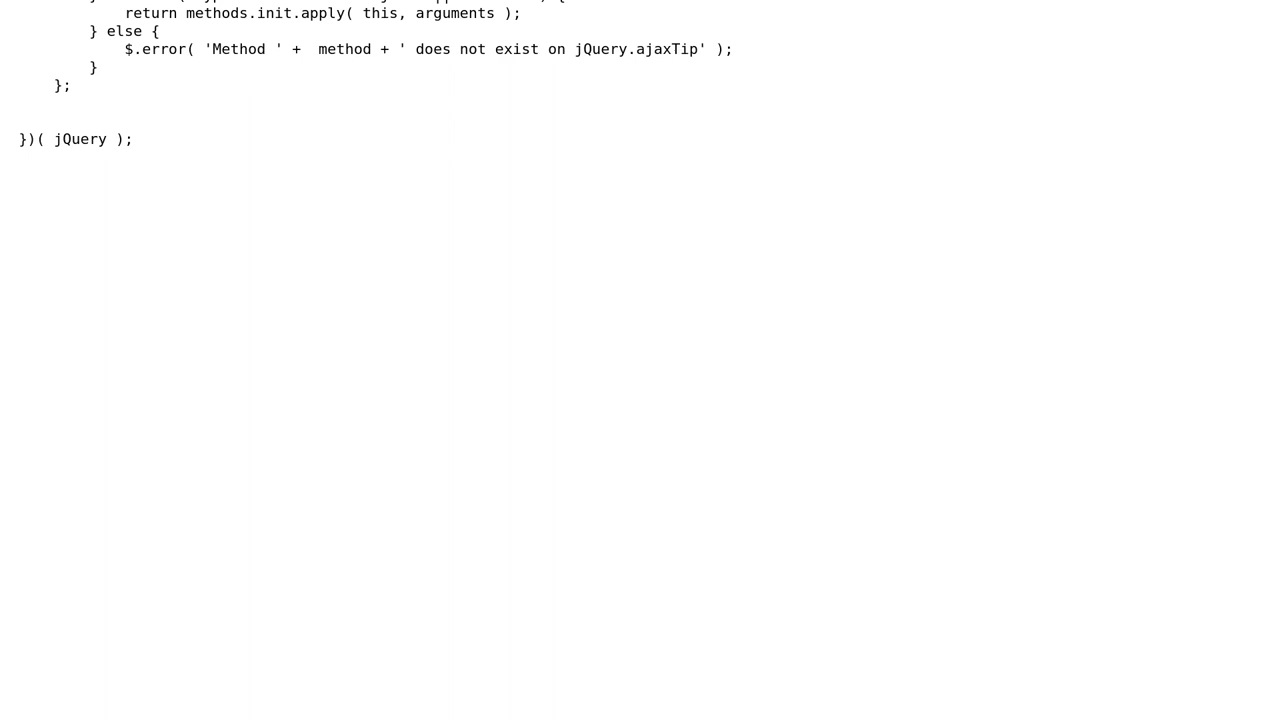 return methods.init.apply( this, arguments );
} else {
$.error( 'Method ' +  method + ' does not exist on jQuery.ajaxTip' );
}
};
})( jQuery );